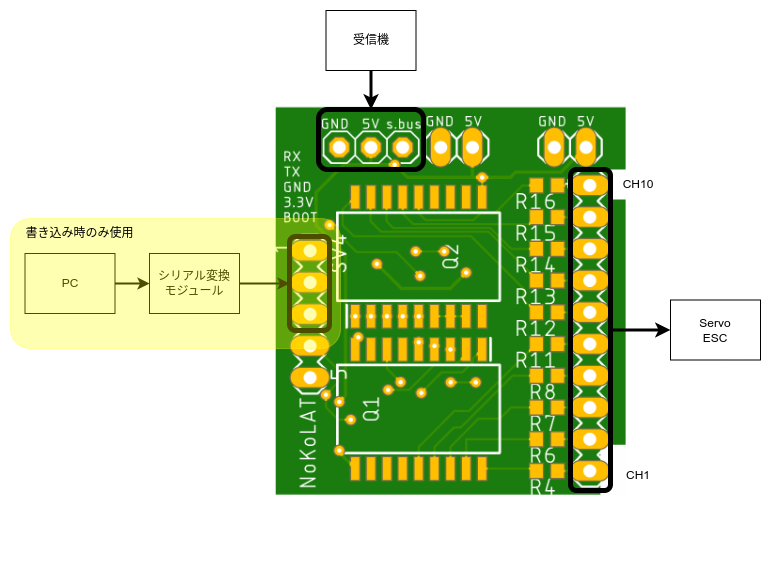 受信機
GND 5V s.bus GND 5V
GND 5V
RX
TX
GND
3.3V
BOOT
CH10
R16
R15
R14
R13
R12
R11
R8
R7
R6
R4
CH1
書き込み時のみ使用
PC
シリアル変換
モジュール
1
SV4
5
Q2
Q1
NoKoLAT
Servo
ESC